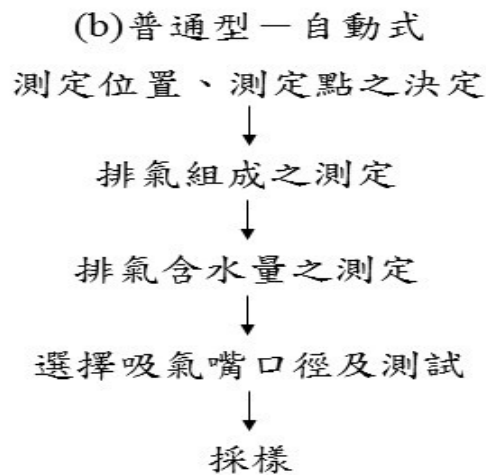 (b)普通型－自動式
測定位置、測定點之決定
排氣組成之測定
排氣含水量之測定
選擇吸氣嘴口徑及測試
採樣